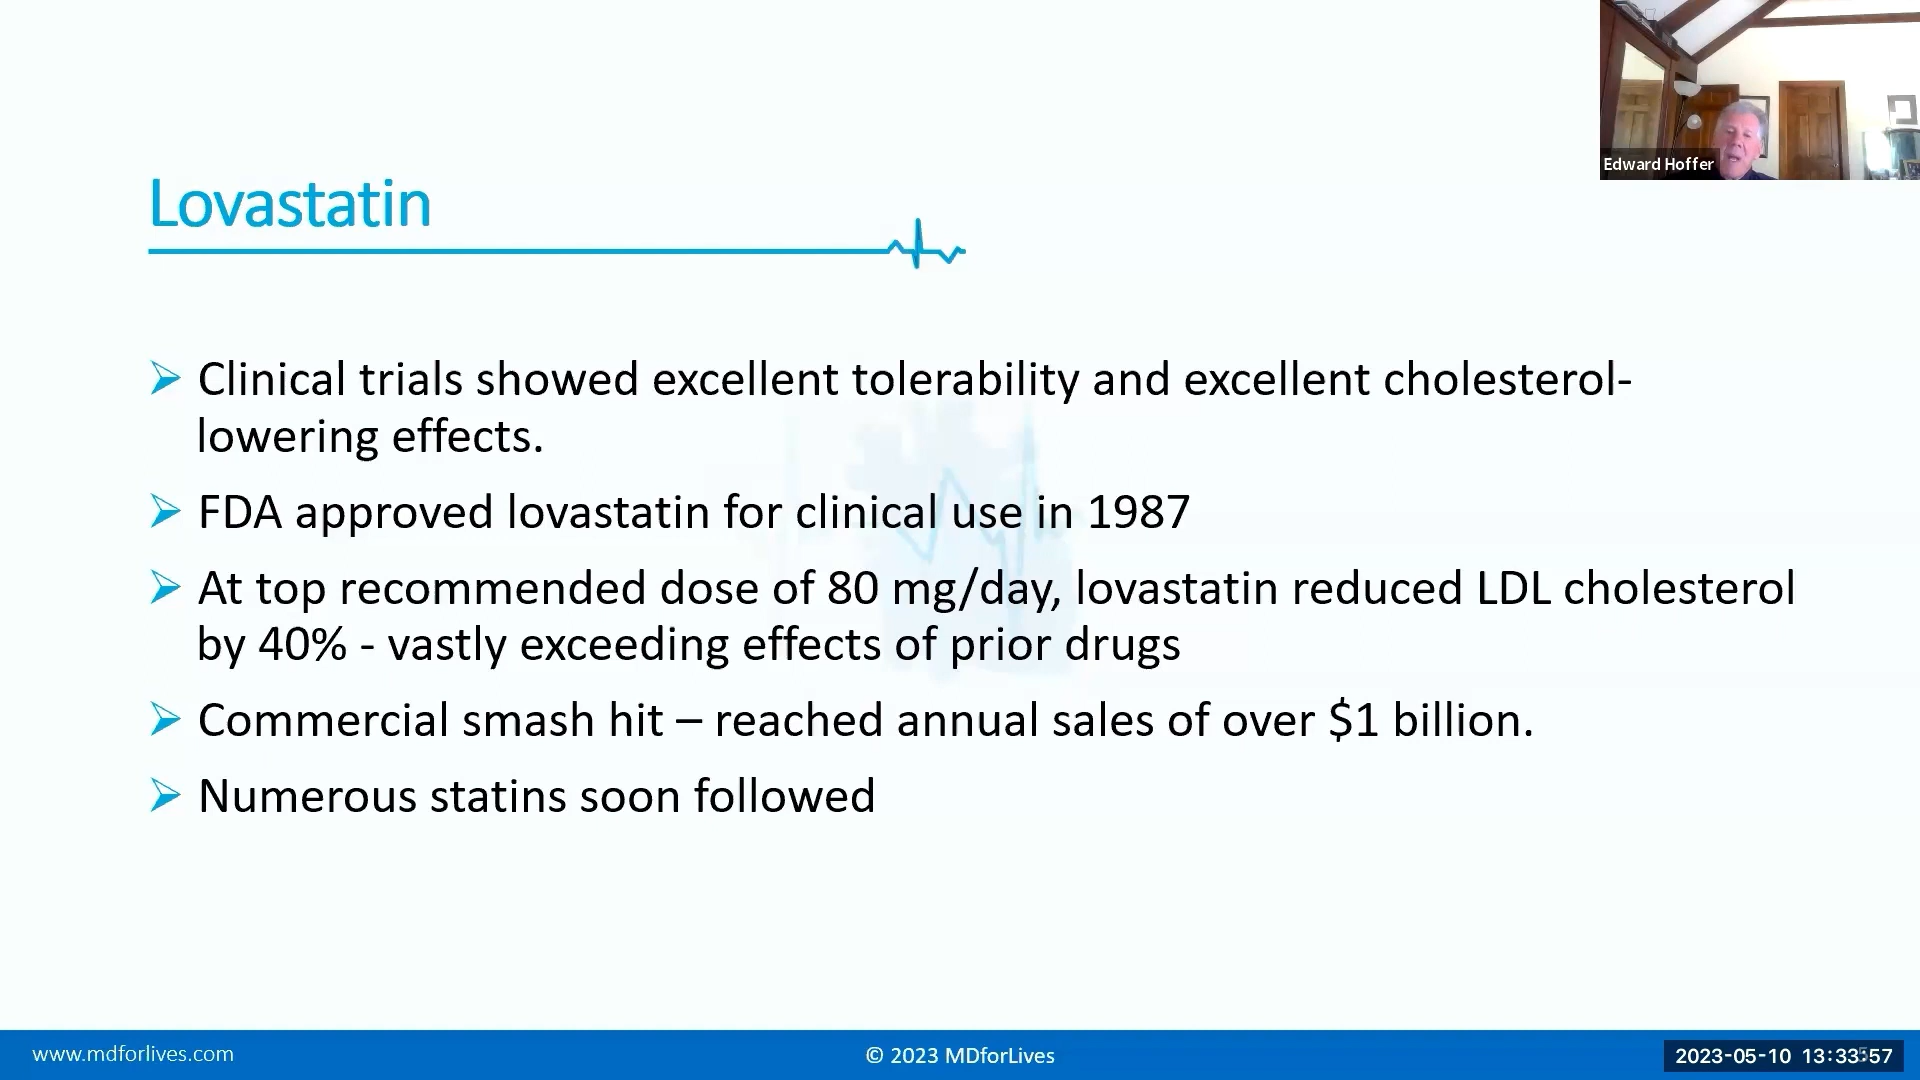 Edward Hoffer
Lovastatin
Clinical trials showed excellent tolerability and excellent cholesterol-
lowering effects.
FDA approved lovastatin for clinical use in 1987
At top recommended dose of 80 mg/day, lovastatin reduced LDL cholesterol
by 40% - vastly exceeding effects of prior drugs
Commercial smash hit – reached annual sales of over $1 billion.
Numerous statins soon followed
www.mdforlives.com
© 2023 MDforLives
2023-05-10 13:33:57